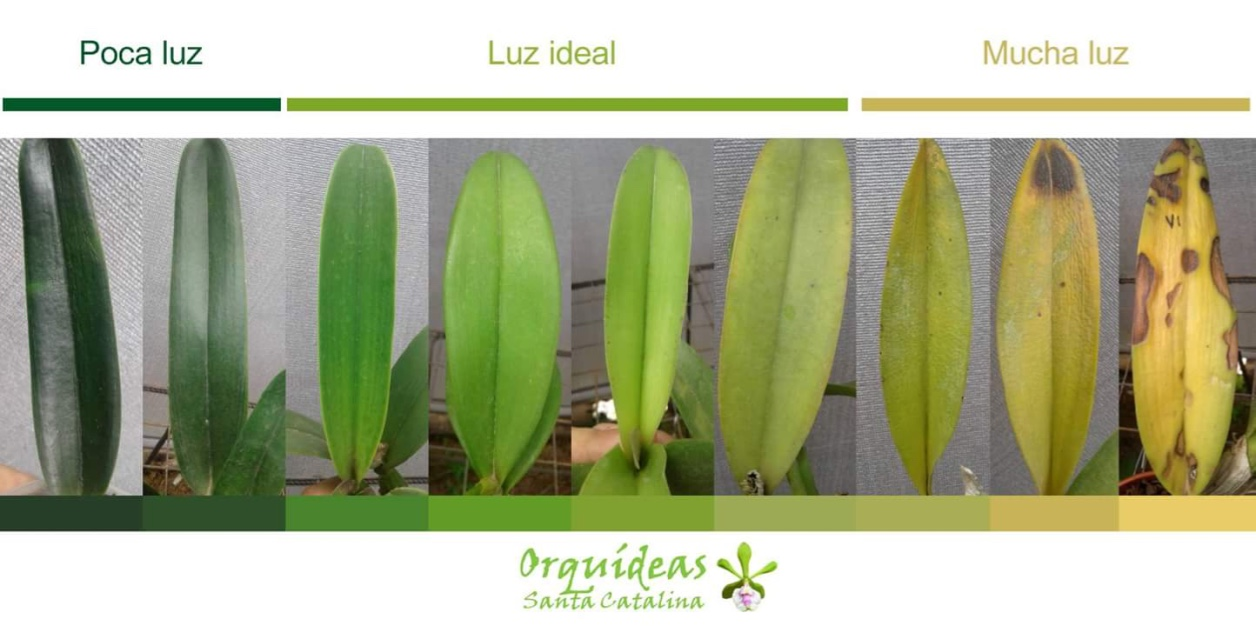 Poca luz
Luz ideal
Mucha luz
Orquídeas
Santa Catalina